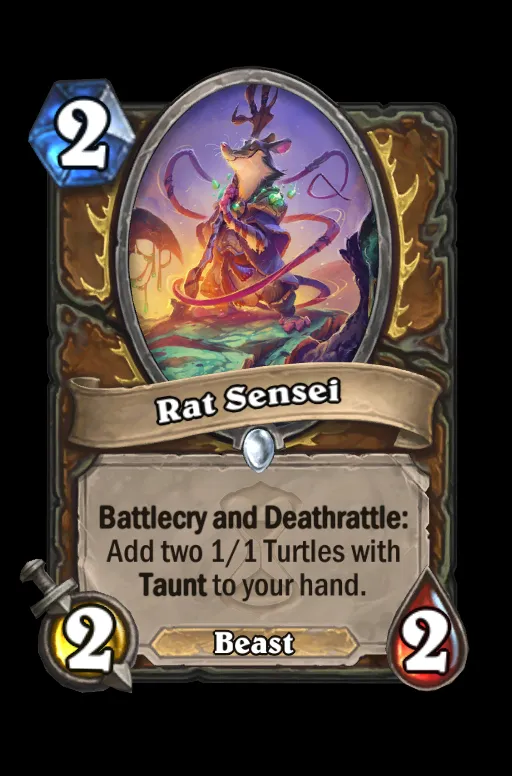 2
Rat Sensei
Battlecry and Deathrattle:
Add two 1/1 Turtles with
Taunt to your hand.
2
Beast
2